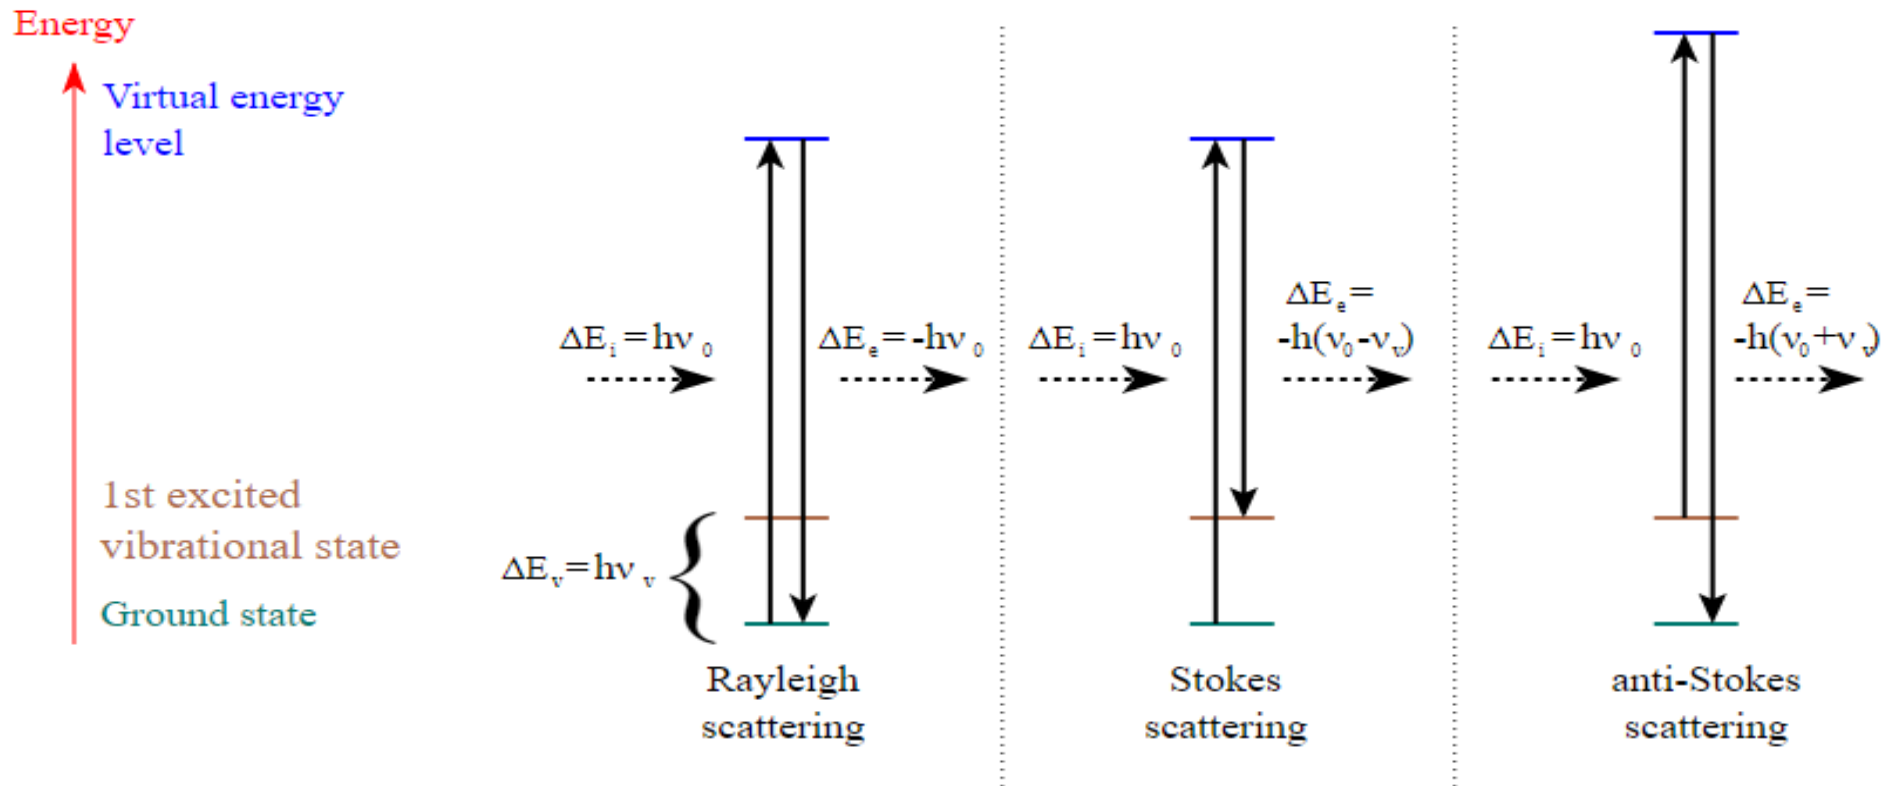 Energy
Virtual energy
level
1st excited
vibrational state
Ground state
ΔEᵥ=hνᵥ
ΔEᵢ=hν₀
ΔEₑ=-hν₀
Rayleigh
scattering
ΔEᵢ=hν₀
ΔEₑ=
-h(ν₀-νᵥ)
Stokes
scattering
ΔEᵢ=hν₀
ΔEₑ=
-h(ν₀+νᵥ)
anti-Stokes
scattering